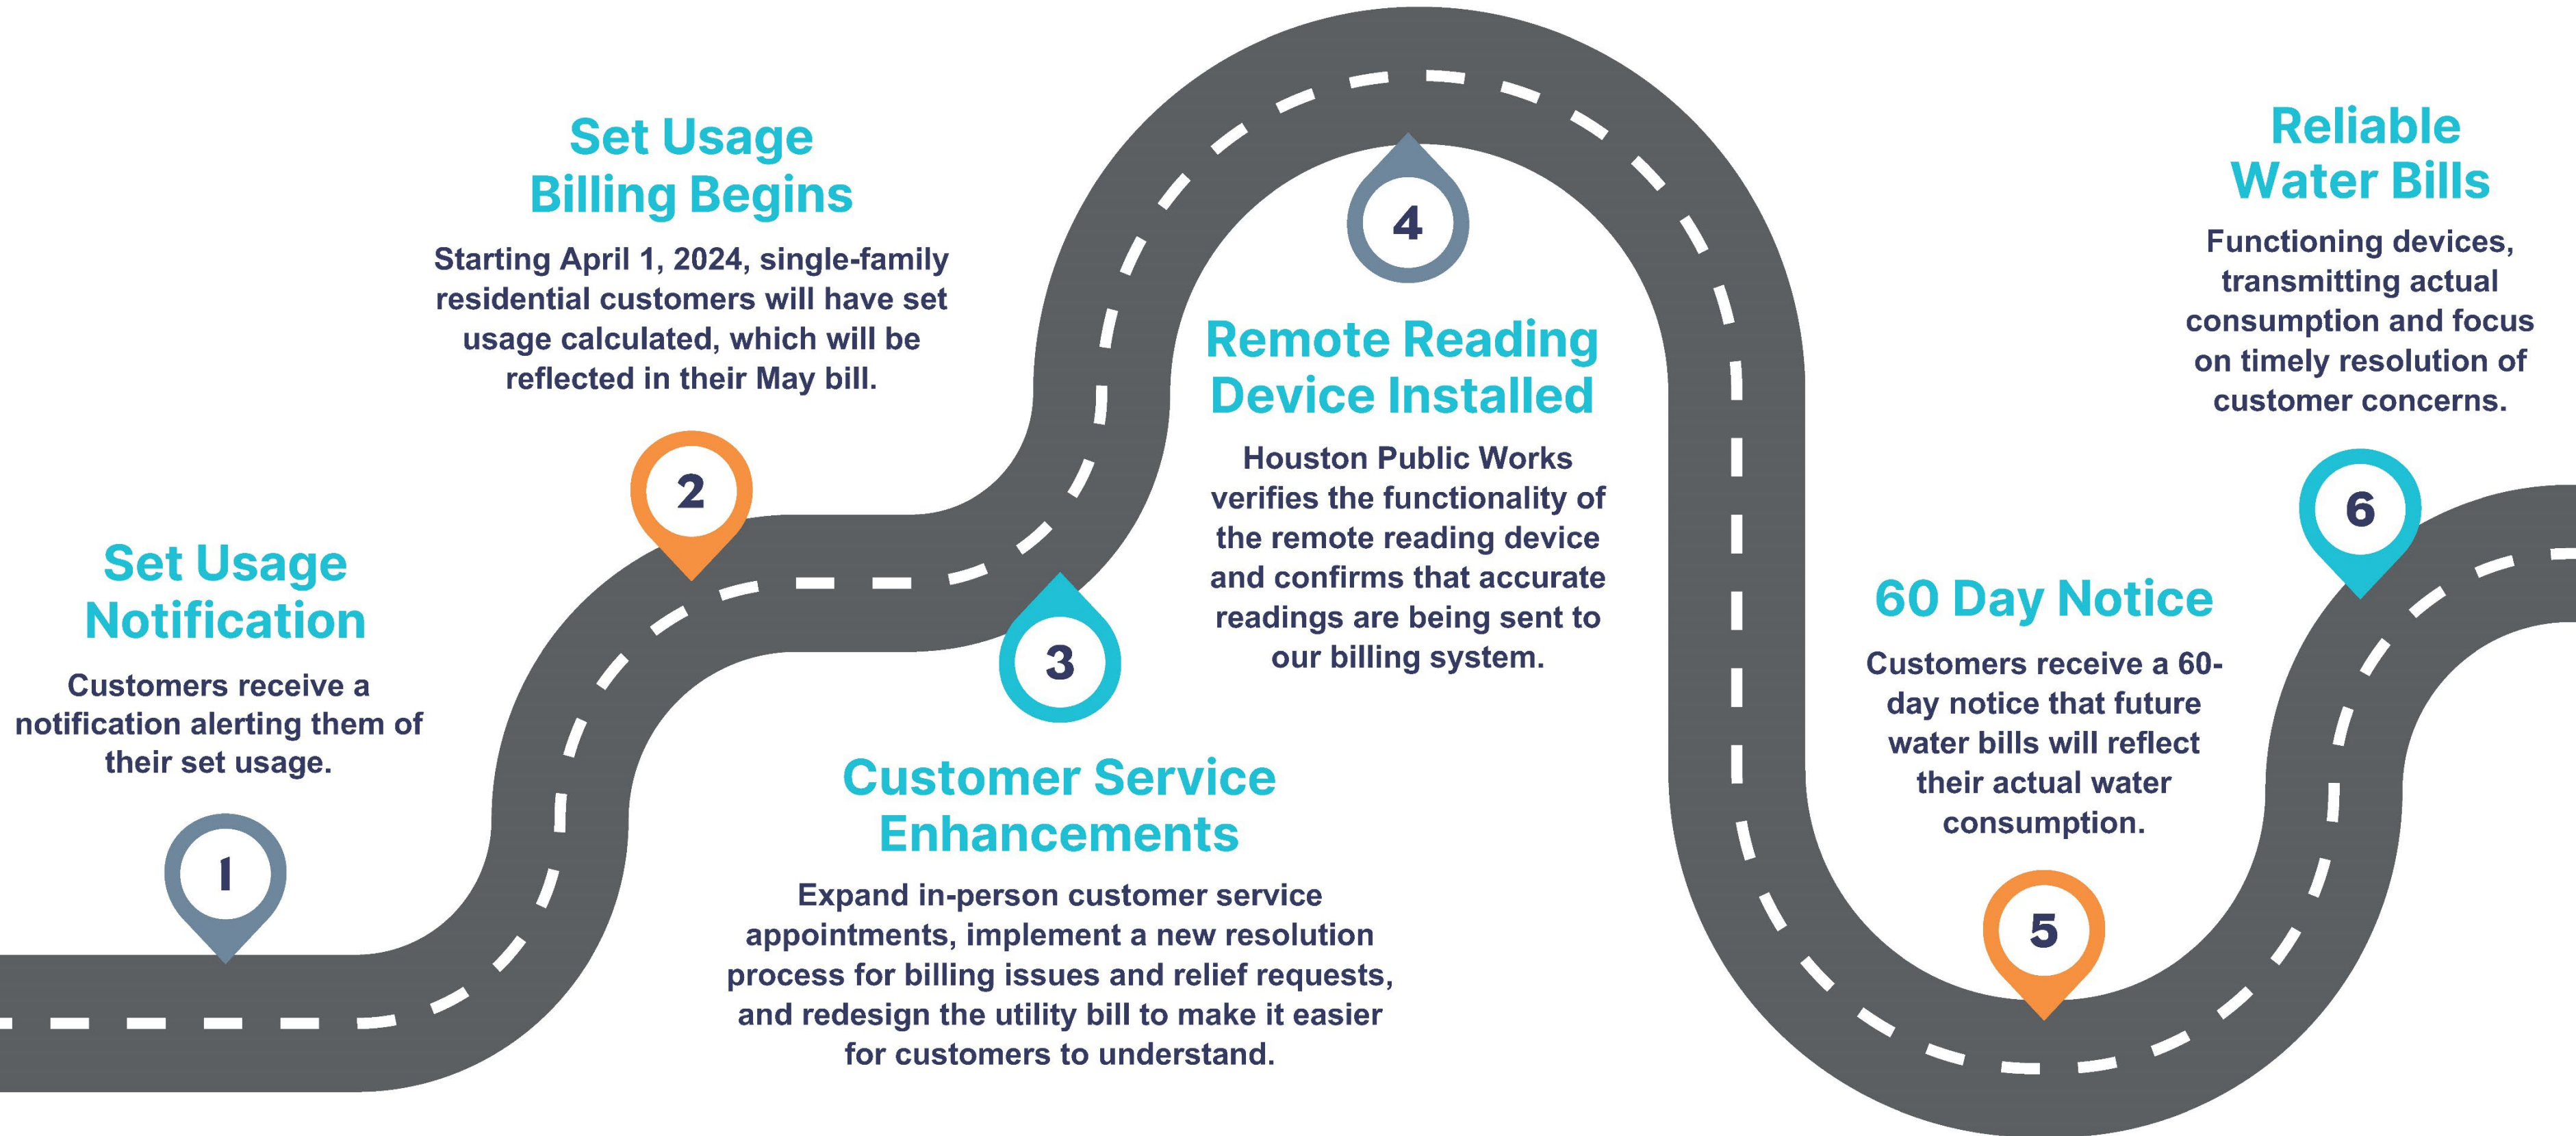 Set Usage
Notification
Customers receive a
notification alerting them of
their set usage.
1
Set Usage
Billing Begins
Starting April 1, 2024, single-family
residential customers will have set
usage calculated, which will be
reflected in their May bill.
2
3
Customer Service
Enhancements
Expand in-person customer service
appointments, implement a new resolution
process for billing issues and relief requests,
and redesign the utility bill to make it easier
for customers to understand.
4
Remote Reading
Device Installed
Houston Public Works
verifies the functionality of
the remote reading device
and confirms that accurate
readings are being sent to
our billing system.
60 Day Notice
Customers receive a 60-
day notice that future
water bills will reflect
their actual water
consumption.
5
Reliable
Water Bills
Functioning devices,
transmitting actual
consumption and focus
on timely resolution of
customer concerns.
6